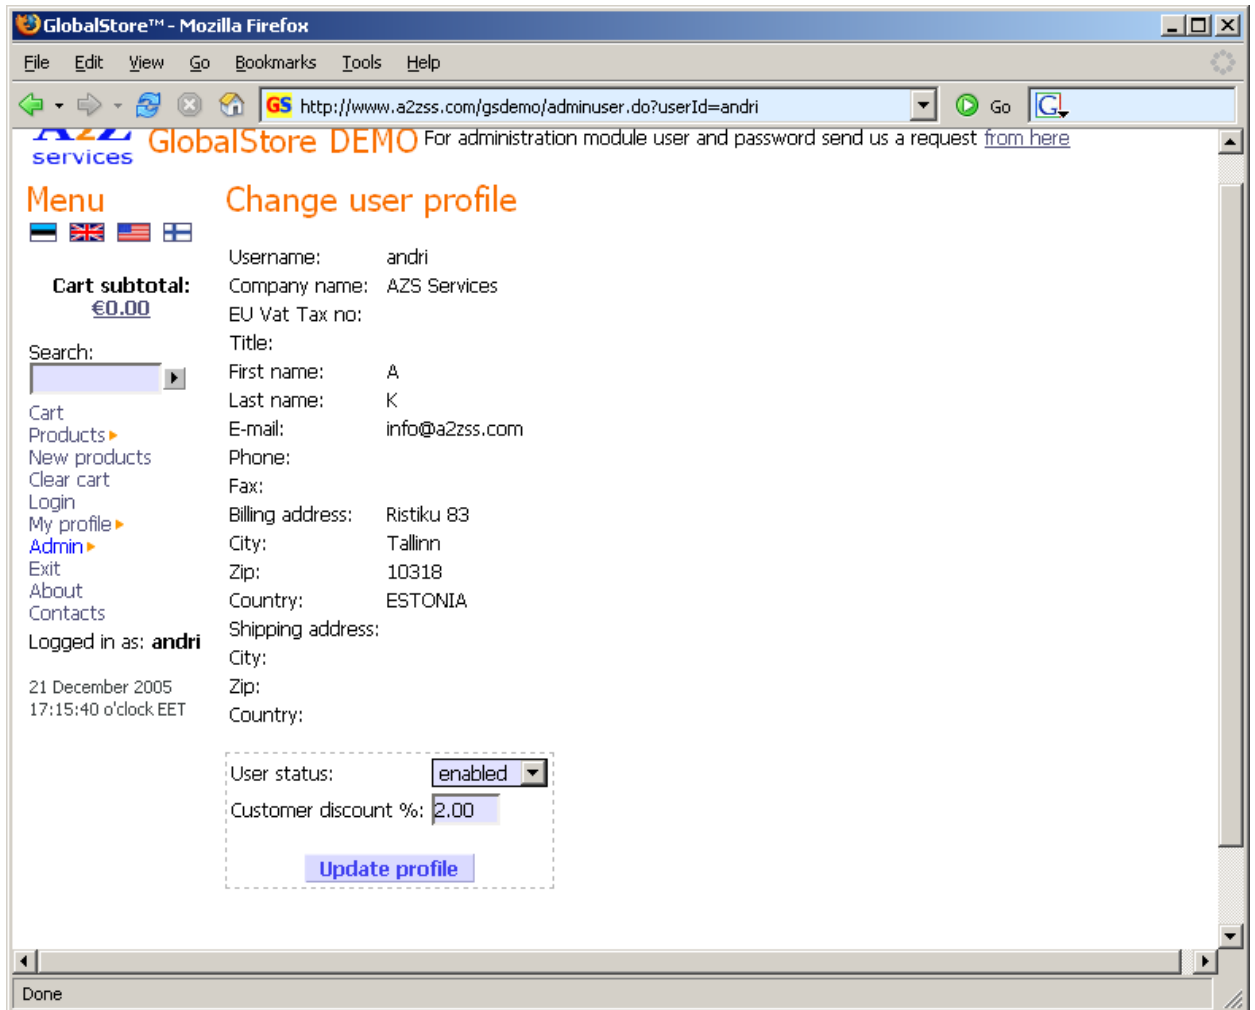 GlobalStore™ - Mozilla Firefox
File Edit View Go Bookmarks Tools Help
GS http://www.a2zss.com/gsdemo/adminuser.do?userId=andri Go G
A2Z services GlobalStore DEMO For administration module user and password send us a request from here
Menu
Cart subtotal:
€0.00
Search:
Cart
Products
New products
Clear cart
Login
My profile
Admin
Exit
About
Contacts
Logged in as: andri
21 December 2005
17:15:40 o'clock EET
Change user profile
Username: andri
Company name: AZS Services
EU Vat Tax no:
Title:
First name: A
Last name: K
E-mail: info@a2zss.com
Phone:
Fax:
Billing address: Ristiku 83
City: Tallinn
Zip: 10318
Country: ESTONIA
Shipping address:
City:
Zip:
Country:
User status: enabled
Customer discount %: 2.00
Update profile
Done